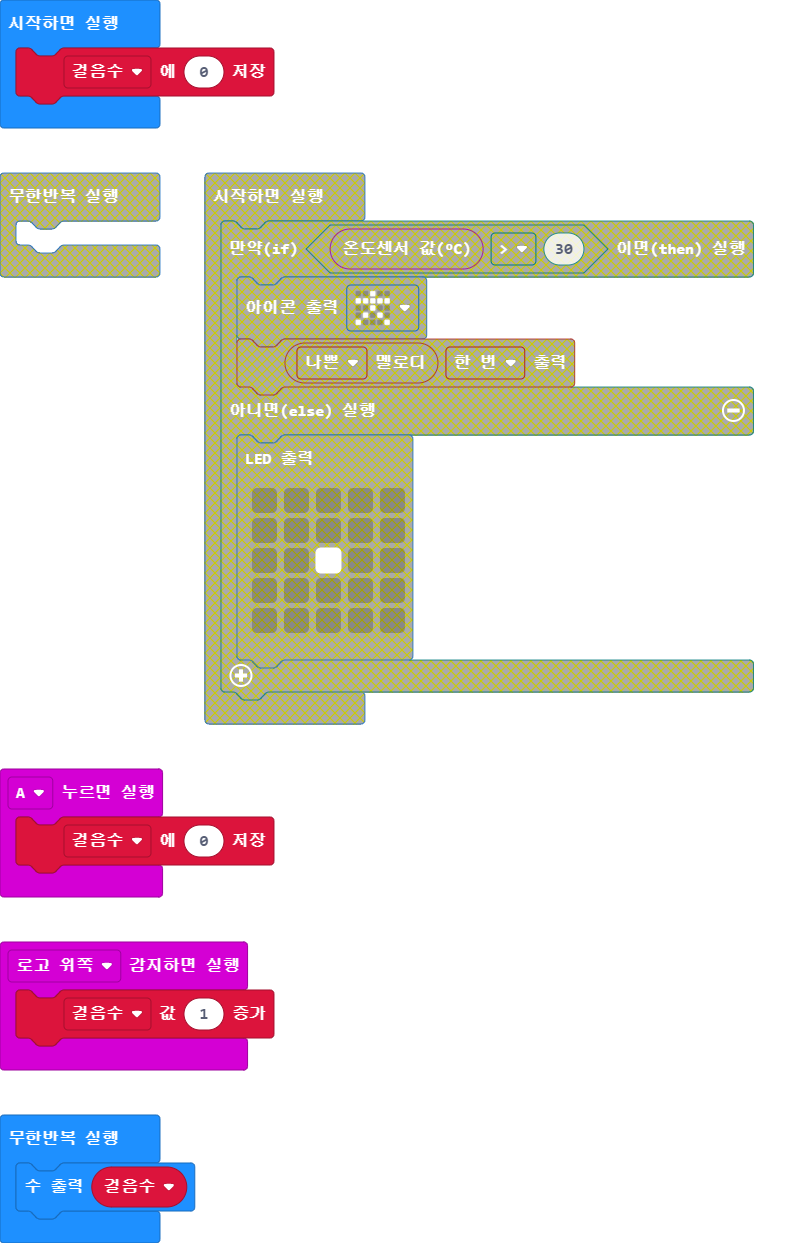 시작하면 실행
걸음수 에 0 저장
무한반복 실행
시작하면 실행
만약(if) 온도센서 값(ºC) > 30 이면(then) 실행
아이콘 출력
나쁜 멜로디 한 번 출력
아니면(else) 실행
LED 출력
A 누르면 실행
걸음수 에 0 저장
로고 위쪽 감지하면 실행
걸음수 값 1 증가
무한반복 실행
수 출력 걸음수